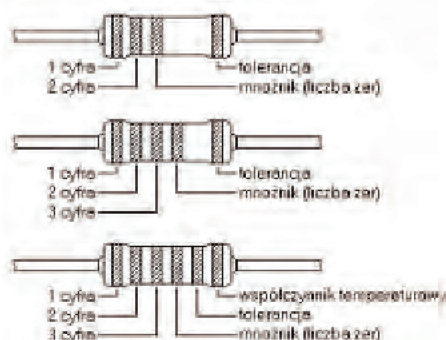 1 cyfra tolerancja
2 cyfra mnożnik (liczba zer)
1 cyfra tolerancja
2 cyfra mnożnik (liczba zer)
3 cyfra
1 cyfra współczynnik temperaturowy
2 cyfra tolerancja
3 cyfra mnożnik (liczba zer)